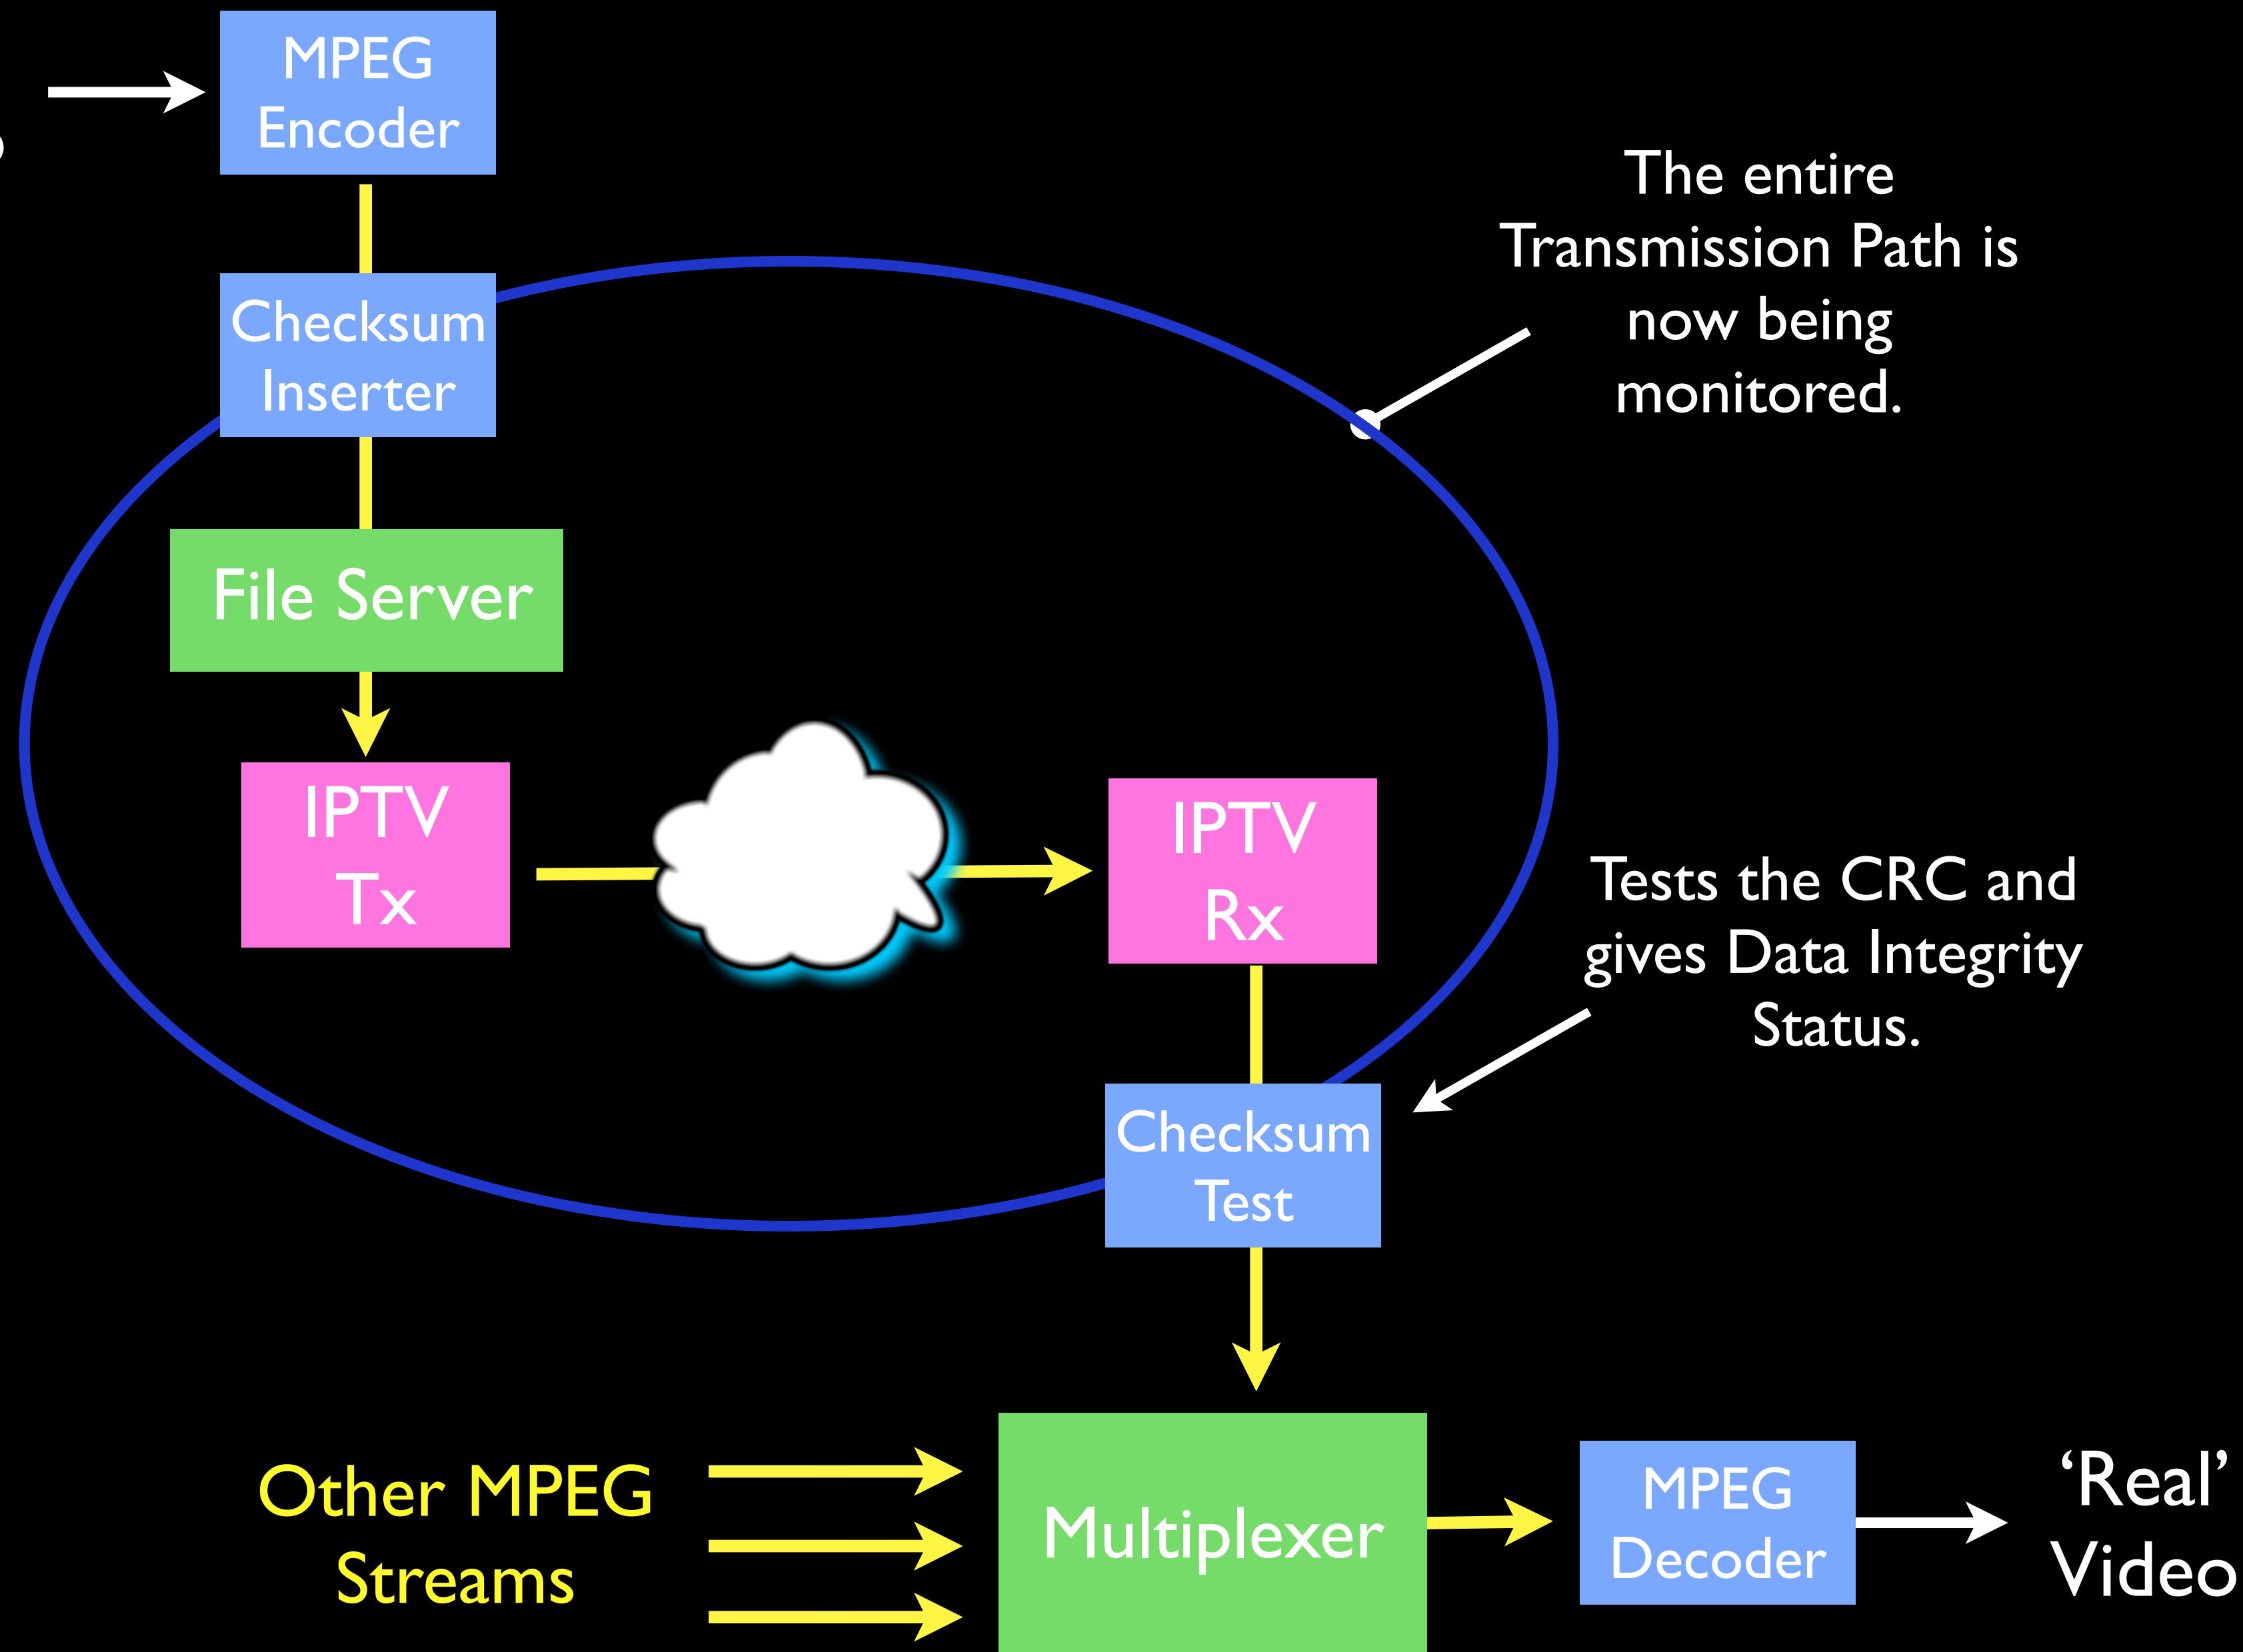 MPEG
Encoder
The entire
Transmission Path is
now being
monitored.
Checksum
Inserter
File Server
IPTV
Tx
IPTV
Rx
Tests the CRC and
gives Data Integrity
Status.
Checksum
Test
Other MPEG
Streams
Multiplexer
MPEG
Decoder
‘Real’
Video